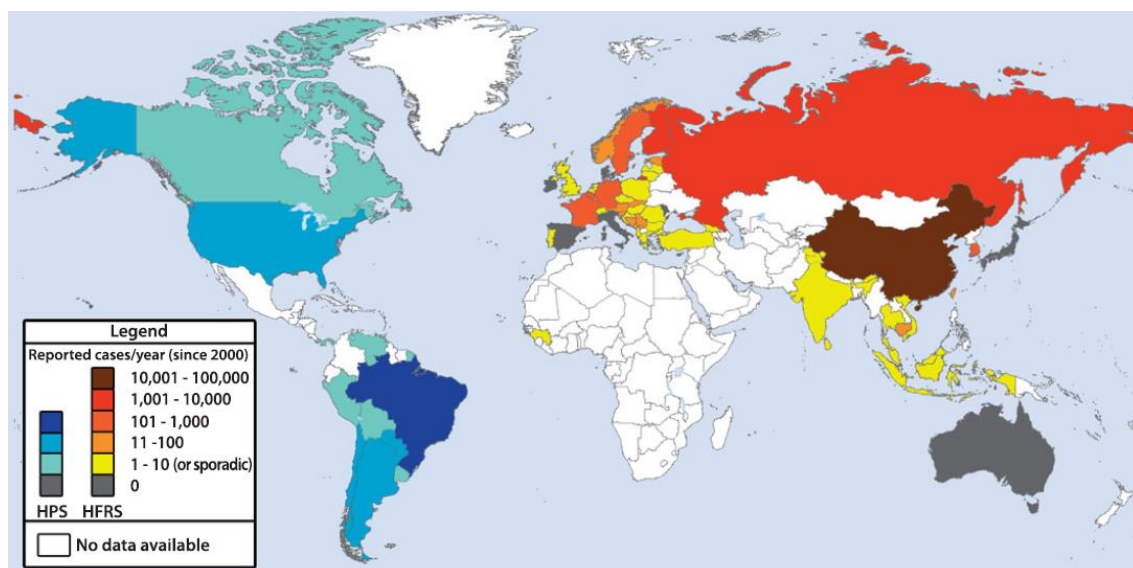 Legend
Reported cases/year (since 2000)
10,001 - 100,000
1,001 - 10,000
101 - 1,000
11 -100
1 - 10 (or sporadic)
0
HPS HFRS
No data available